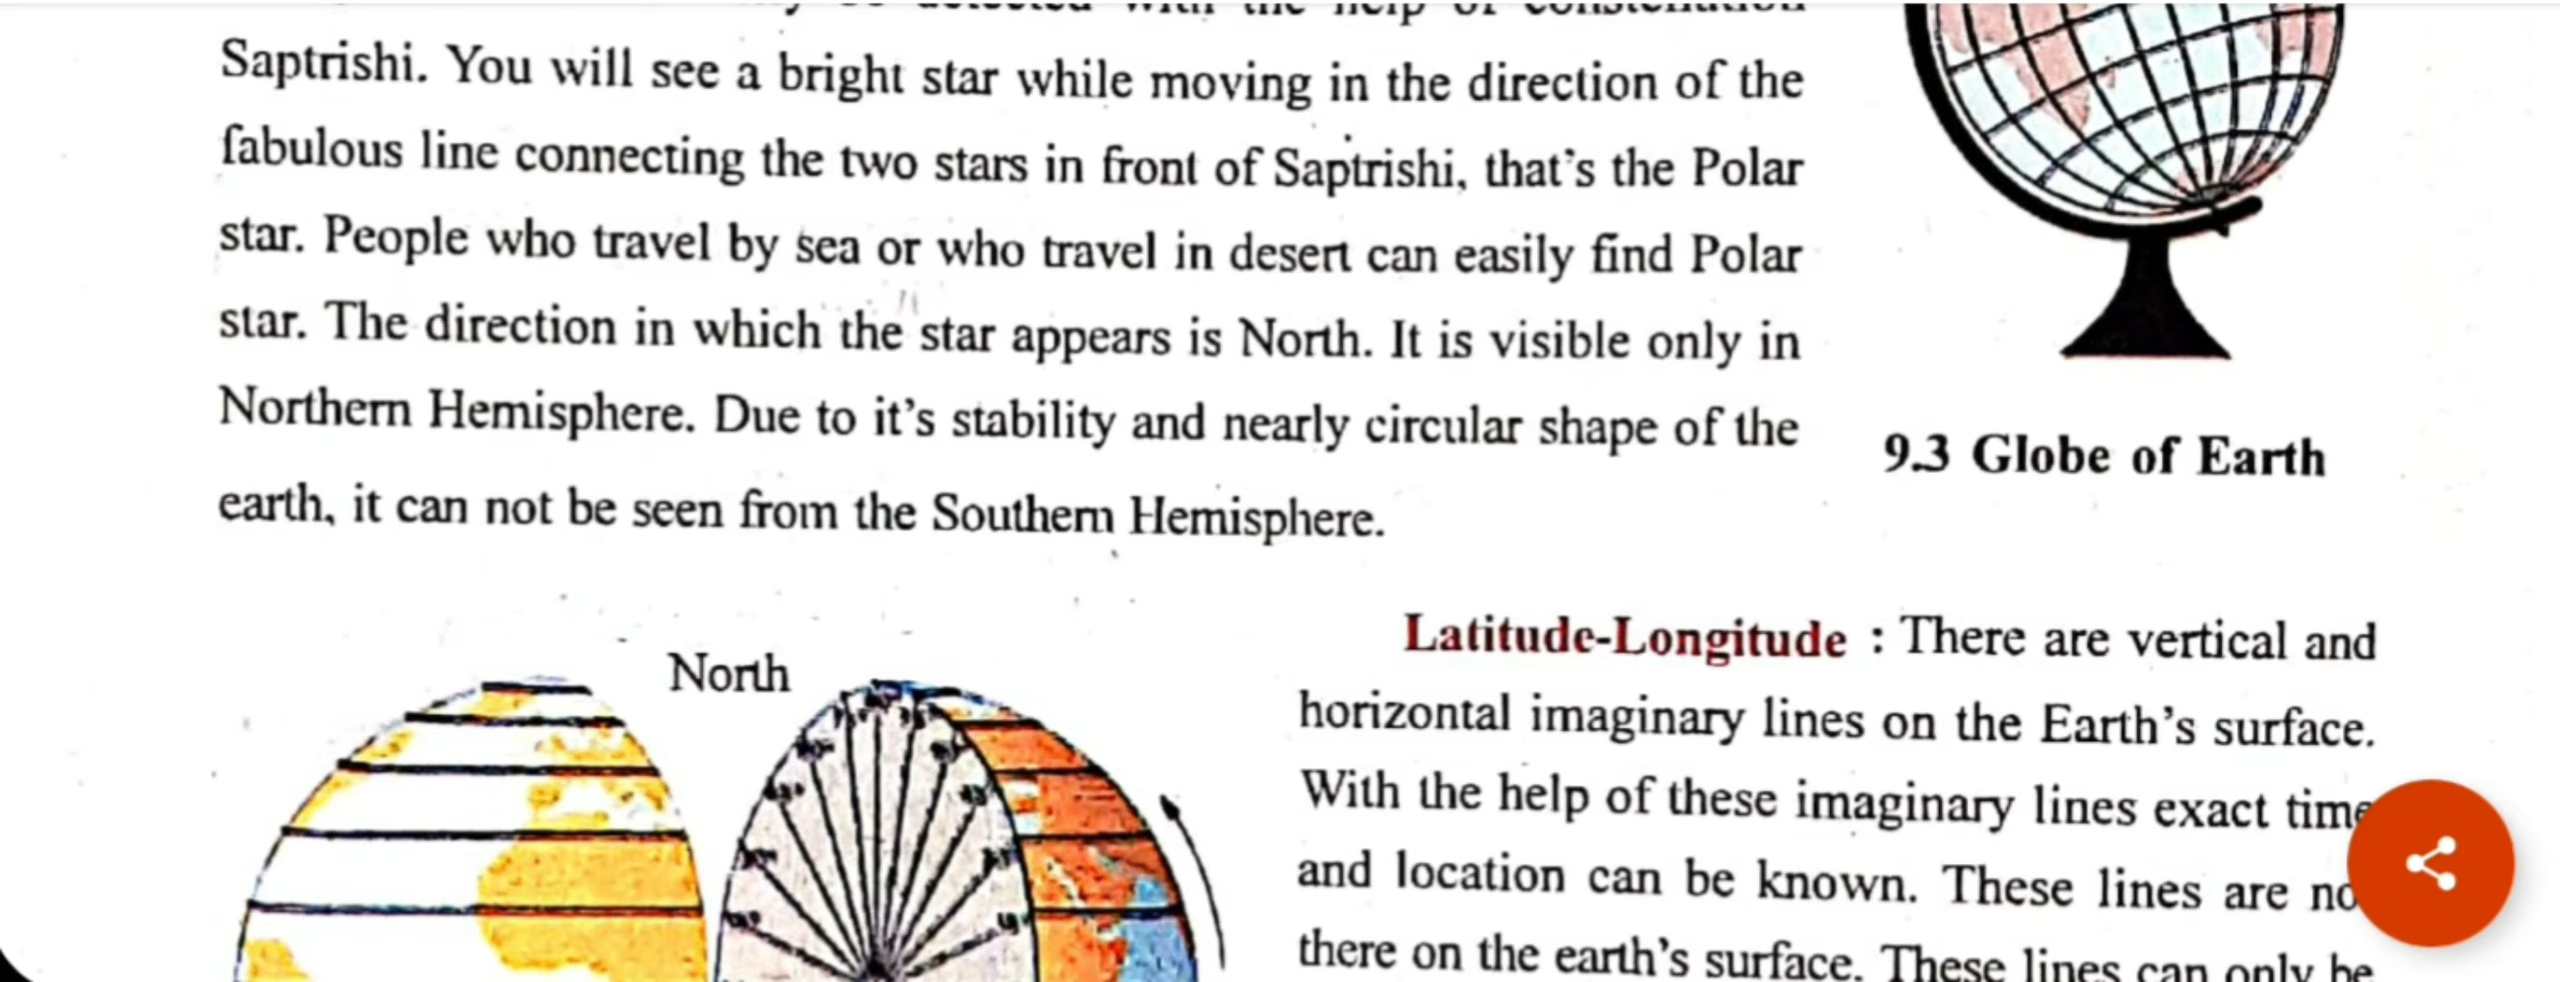 detected with the help of constellation
Saptrishi. You will see a bright star while moving in the direction of the
fabulous line connecting the two stars in front of Saptrishi, that's the Polar
star. People who travel by sea or who travel in desert can easily find Polar
star. The direction in which the star appears is North. It is visible only in
Northern Hemisphere. Due to it's stability and nearly circular shape of the
earth, it can not be seen from the Southern Hemisphere.
9.3 Globe of Earth
North
Latitude-Longitude : There are vertical and
horizontal imaginary lines on the Earth's surface.
With the help of these imaginary lines exact time
and location can be known. These lines are no
there on the earth's surface. These lines can only be